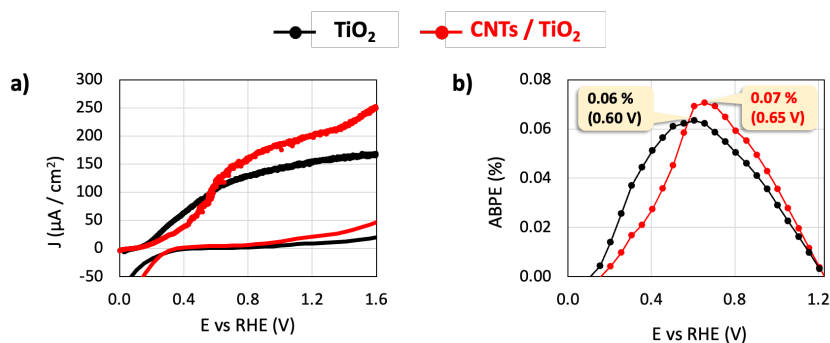 TiO₂
CNTs / TiO₂
a)
300
250
200
150
100
50
0
-50
J (µA / cm²)
0.0
0.4
0.8
1.2
1.6
E vs RHE (V)
b)
0.08
0.06
0.04
0.02
0.00
ABPE (%)
0.06 %
(0.60 V)
0.07 %
(0.65 V)
0.0
0.4
0.8
1.2
E vs RHE (V)